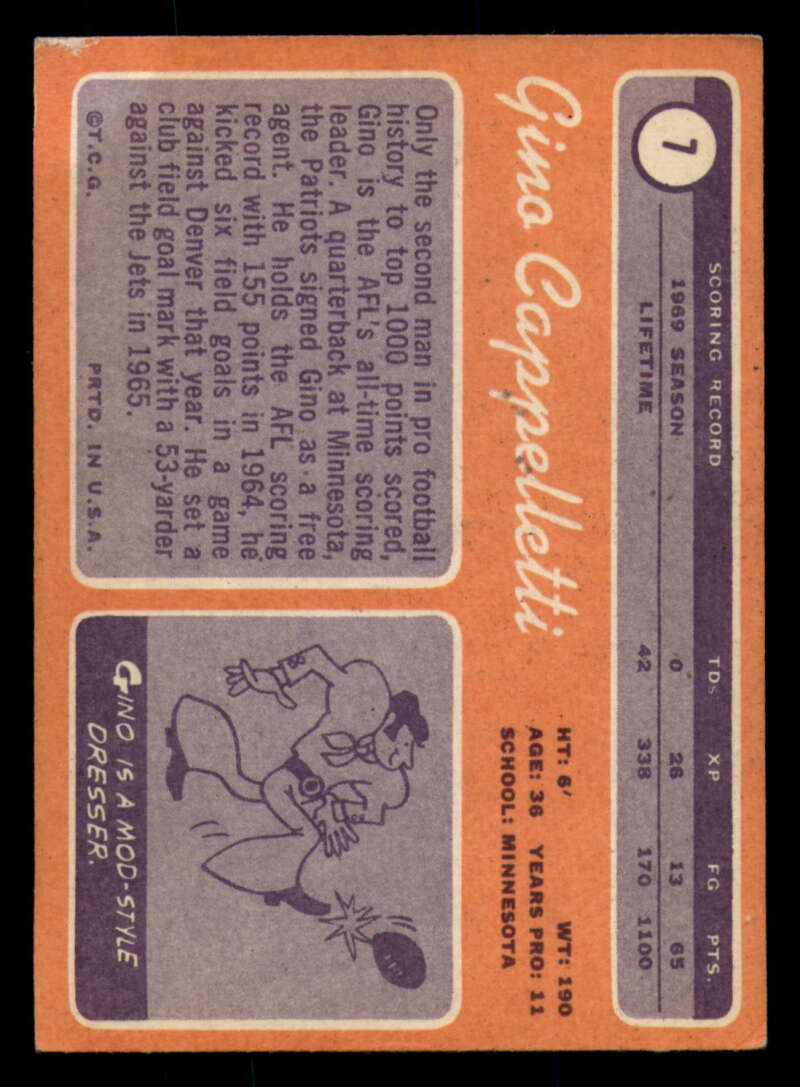 7
SCORING RECORD TDs XP FG PTS.
1969 SEASON 0 26 13 65
LIFETIME 42 338 170 1100
Gino Cappelletti
HT: 6' WT: 190
AGE: 36 YEARS PRO: 11
SCHOOL: MINNESOTA
Only the second man in pro football
history to top 1000 points scored,
Gino is the AFL's all-time scoring
leader. A quarterback at Minnesota,
the Patriots signed Gino as a free
agent. He holds the AFL scoring
record with 155 points in 1964, he
kicked six field goals in a game
against Denver that year. He set a
club field goal mark with a 53-yarder
against the Jets in 1965.
©T.C.G. PRTD. IN U.S.A.
GINO IS A MOD-STYLE
DRESSER.